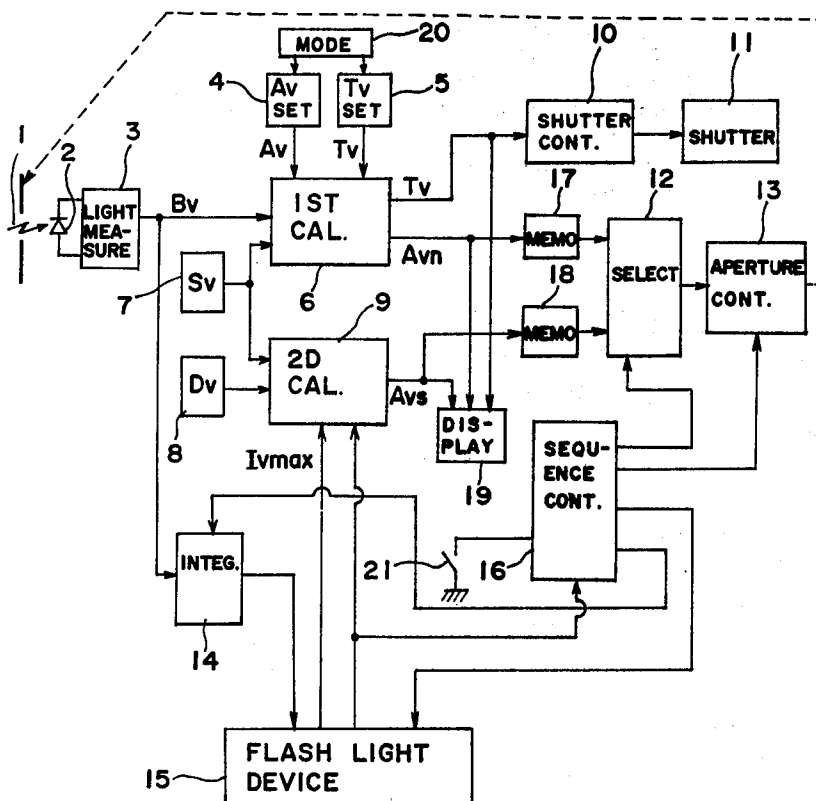 20
10
11
MODE
4
5
Av
SET
Tv
SET
1
2
3
SHUTTER
CONT.
SHUTTER
Av
Tv
Tv
17
12
13
LIGHT
MEA-
SURE
Bv
1ST
CAL.
Avn
MEMO
SELECT
APERTURE
CONT.
6
18
7
Sv
9
MEMO
2D
CAL.
8
Dv
Avs
DIS-
PLAY
19
SEQU-
ENCE
CONT.
Ivmax
21
16
INTEG.
14
15
FLASH LIGHT
DEVICE